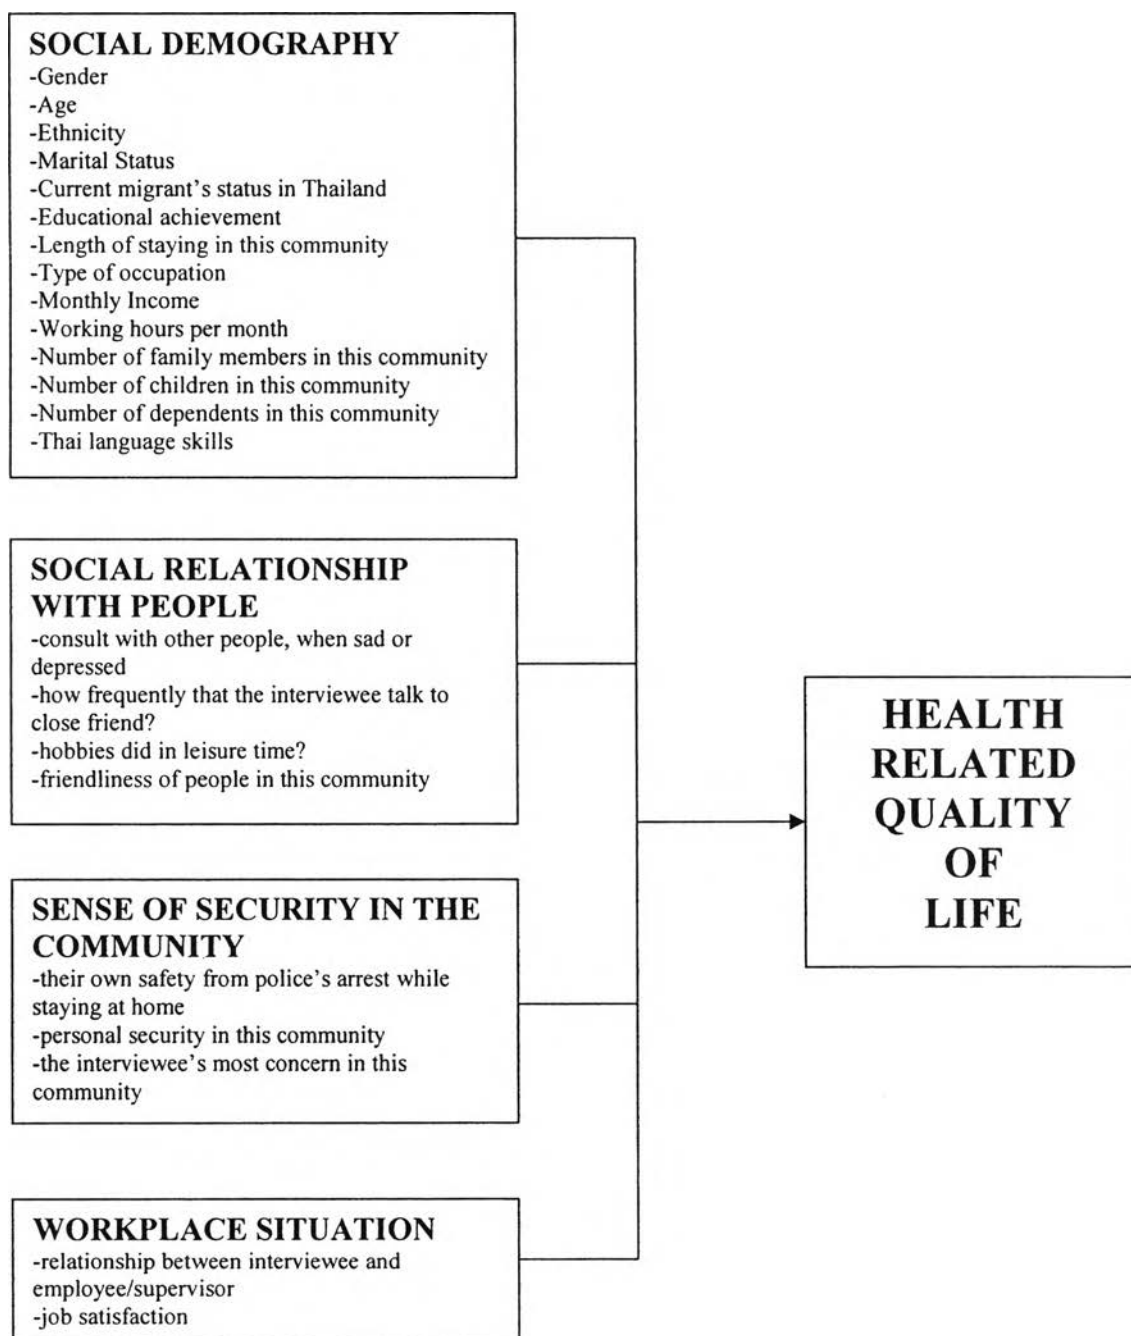 SOCIAL DEMOGRAPHY
-Gender
-Age
-Ethnicity
-Marital Status
-Current migrant's status in Thailand
-Educational achievement
-Length of staying in this community
-Type of occupation
-Monthly Income
-Working hours per month
-Number of family members in this community
-Number of children in this community
-Number of dependents in this community
-Thai language skills
SOCIAL RELATIONSHIP
WITH PEOPLE
-consult with other people, when sad or
depressed
-how frequently that the interviewee talk to
close friend?
-hobbies did in leisure time?
-friendliness of people in this community
SENSE OF SECURITY IN THE
COMMUNITY
-their own safety from police's arrest while
staying at home
-personal security in this community
-the interviewee's most concern in this
community
WORKPLACE SITUATION
-relationship between interviewee and
employee/supervisor
-job satisfaction
HEALTH
RELATED
QUALITY
OF
LIFE